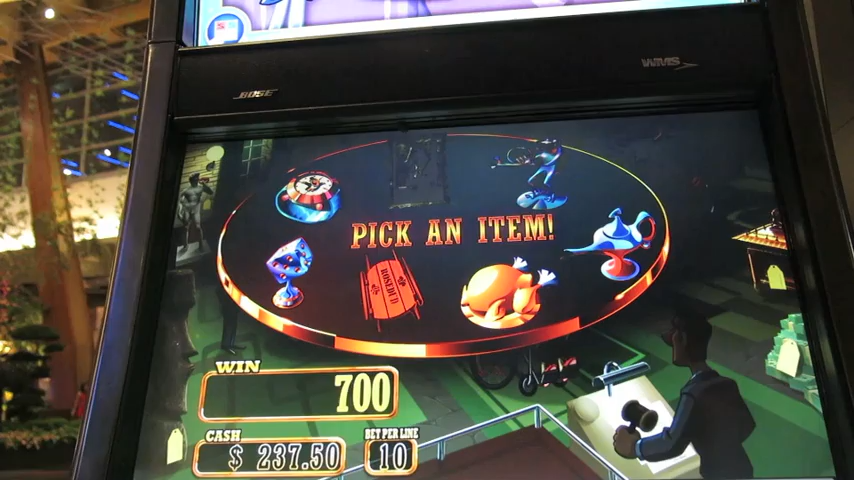 BOSE
WMS
PICK AN ITEM!
ROSEBUD
WIN
700
CASH
$ 237.50
BET PER LINE
10